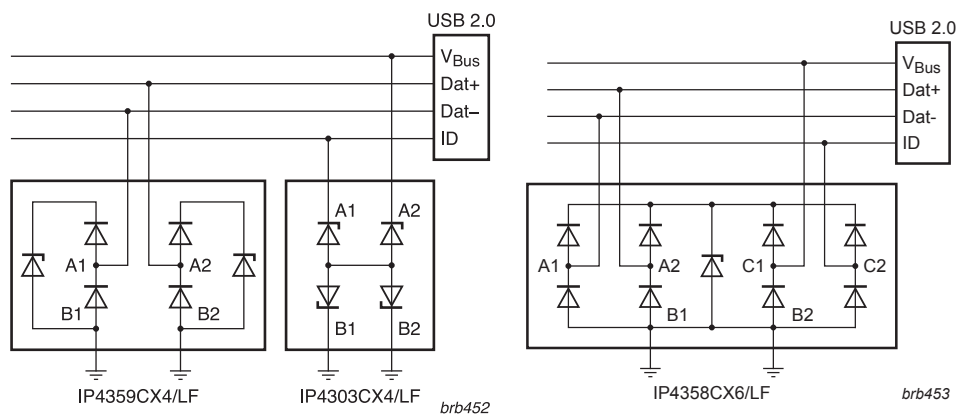 USB 2.0
VBus
Dat+
Dat–
ID
A1
A2
B1
B2
A1
A2
B1
B2
IP4359CX4/LF
IP4303CX4/LF
brb452
USB 2.0
VBus
Dat+
Dat-
ID
A1
A2
C1
C2
B1
B2
IP4358CX6/LF
brb453